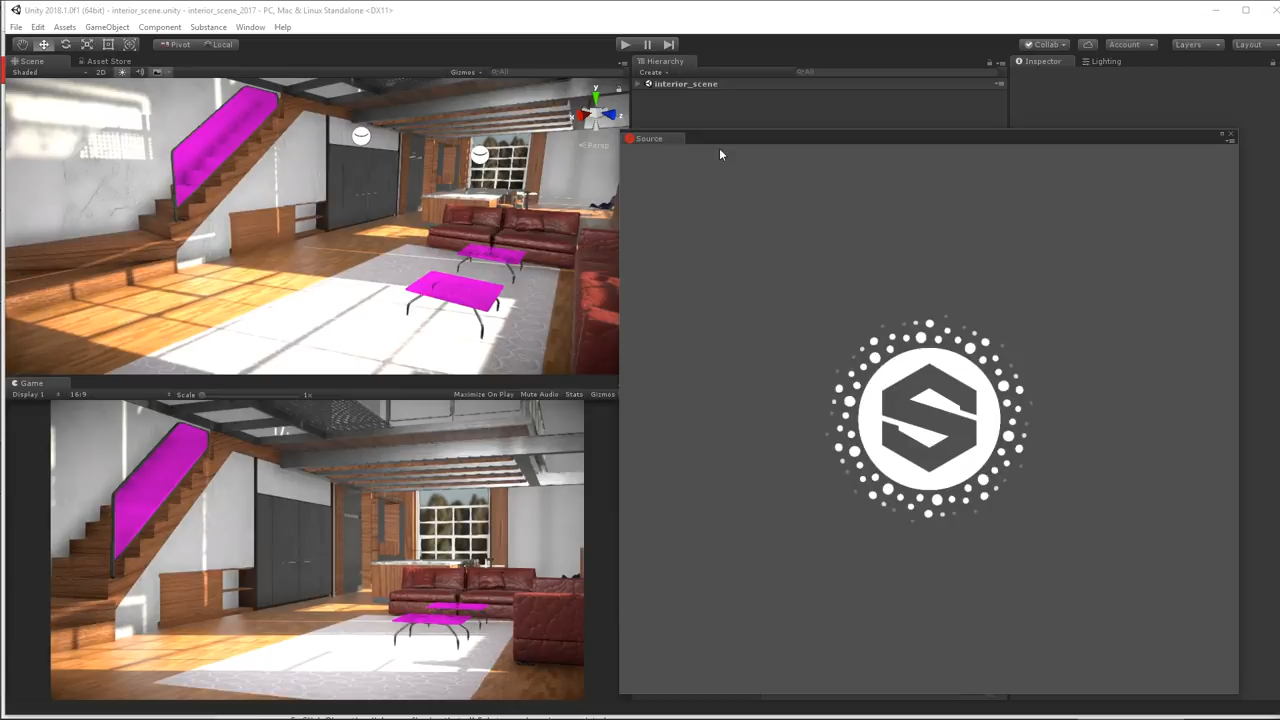 Unity 2018.1.0f1 (64bit) - interior_scene.unity - interior_scene_2017 - PC, Mac & Linux Standalone <DX11>
File Edit Assets GameObject Component Substance Window Help
Pivot Local Collab Account Layers Layout
Scene Asset Store Hierarchy Inspector Lighting
Shaded 2D Gizmos All Create All
interior_scene
y
x z
Persp
Source
Game
Display 1 16:9 Scale 1x Maximize On Play Mute Audio Stats Gizmos